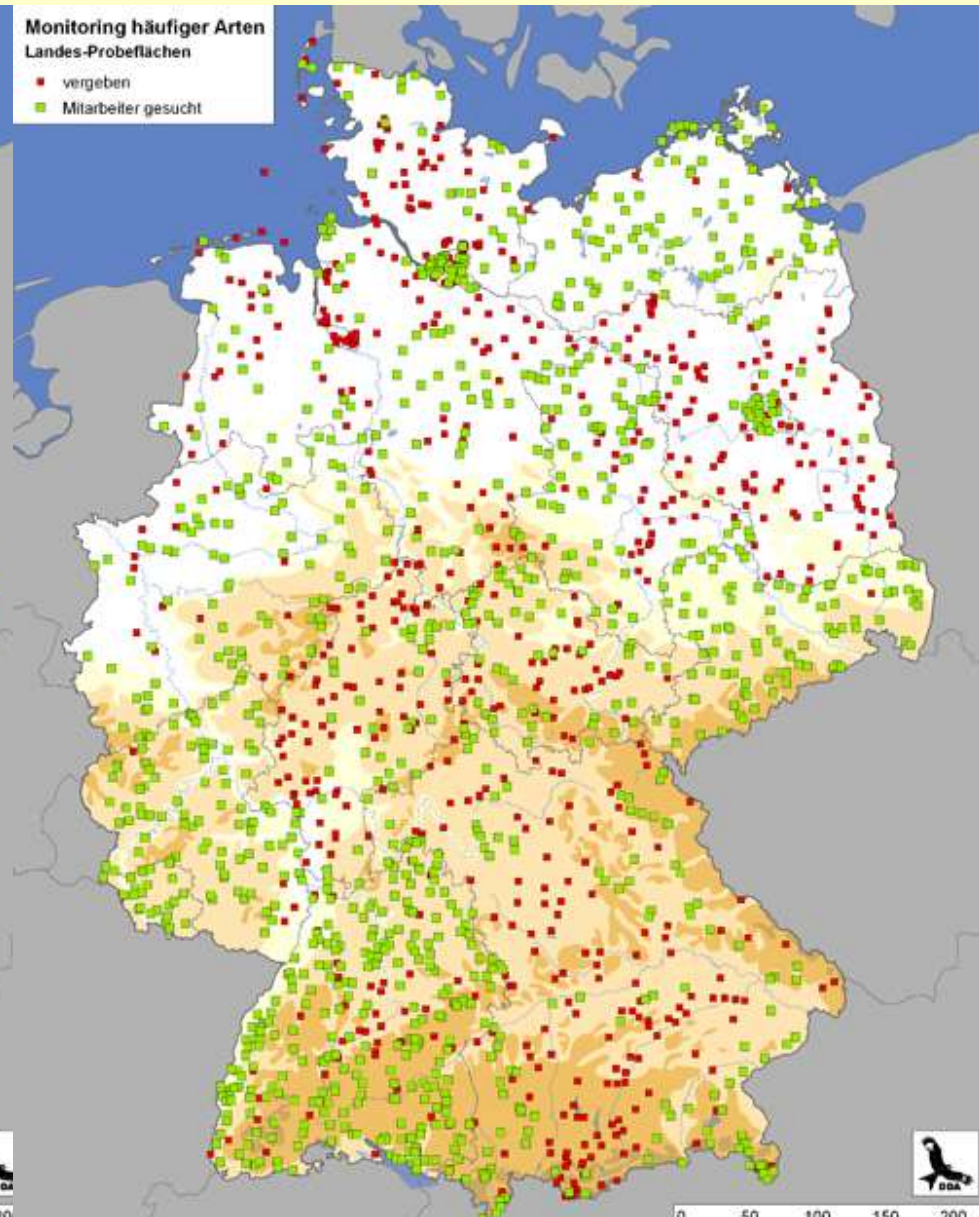 Monitoring häufiger Arten
Landes-Probeflächen
vergeben
Mitarbeiter gesucht
DDA
0 50 100 150 200